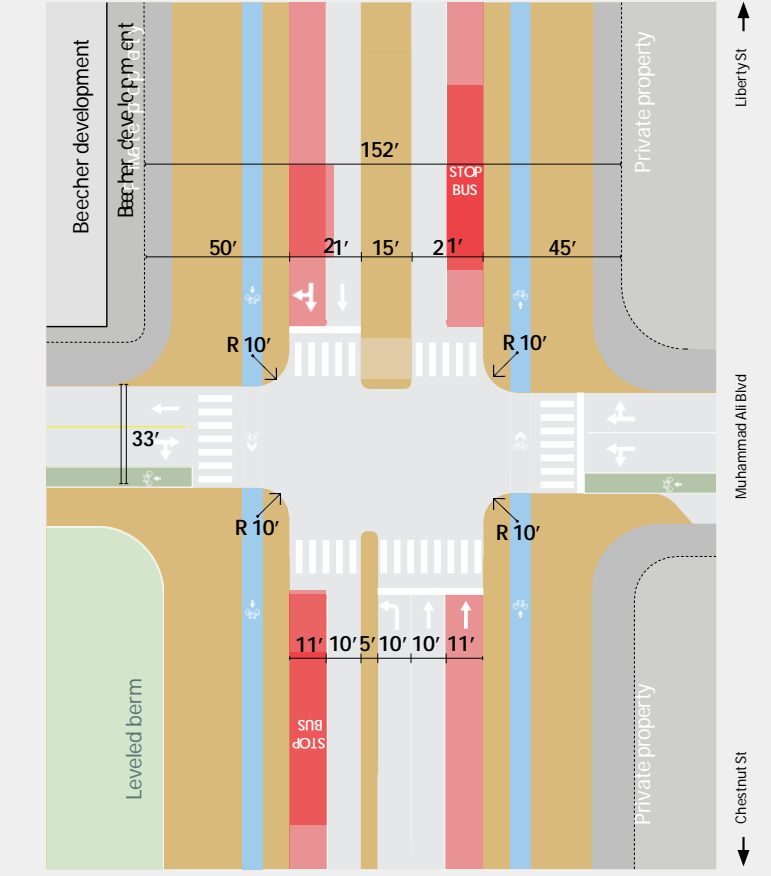 Beecher development
Beecher development
Private property
Private property
Liberty St
152’
STOP
BUS
50’
21’
15’
21’
45’
R 10’
R 10’
33’
Muhammad Ali Blvd
R 10’
R 10’
11’
10’
5’
10’
10’
11’
Leveled berm
STOP
BUS
Private property
Chestnut St